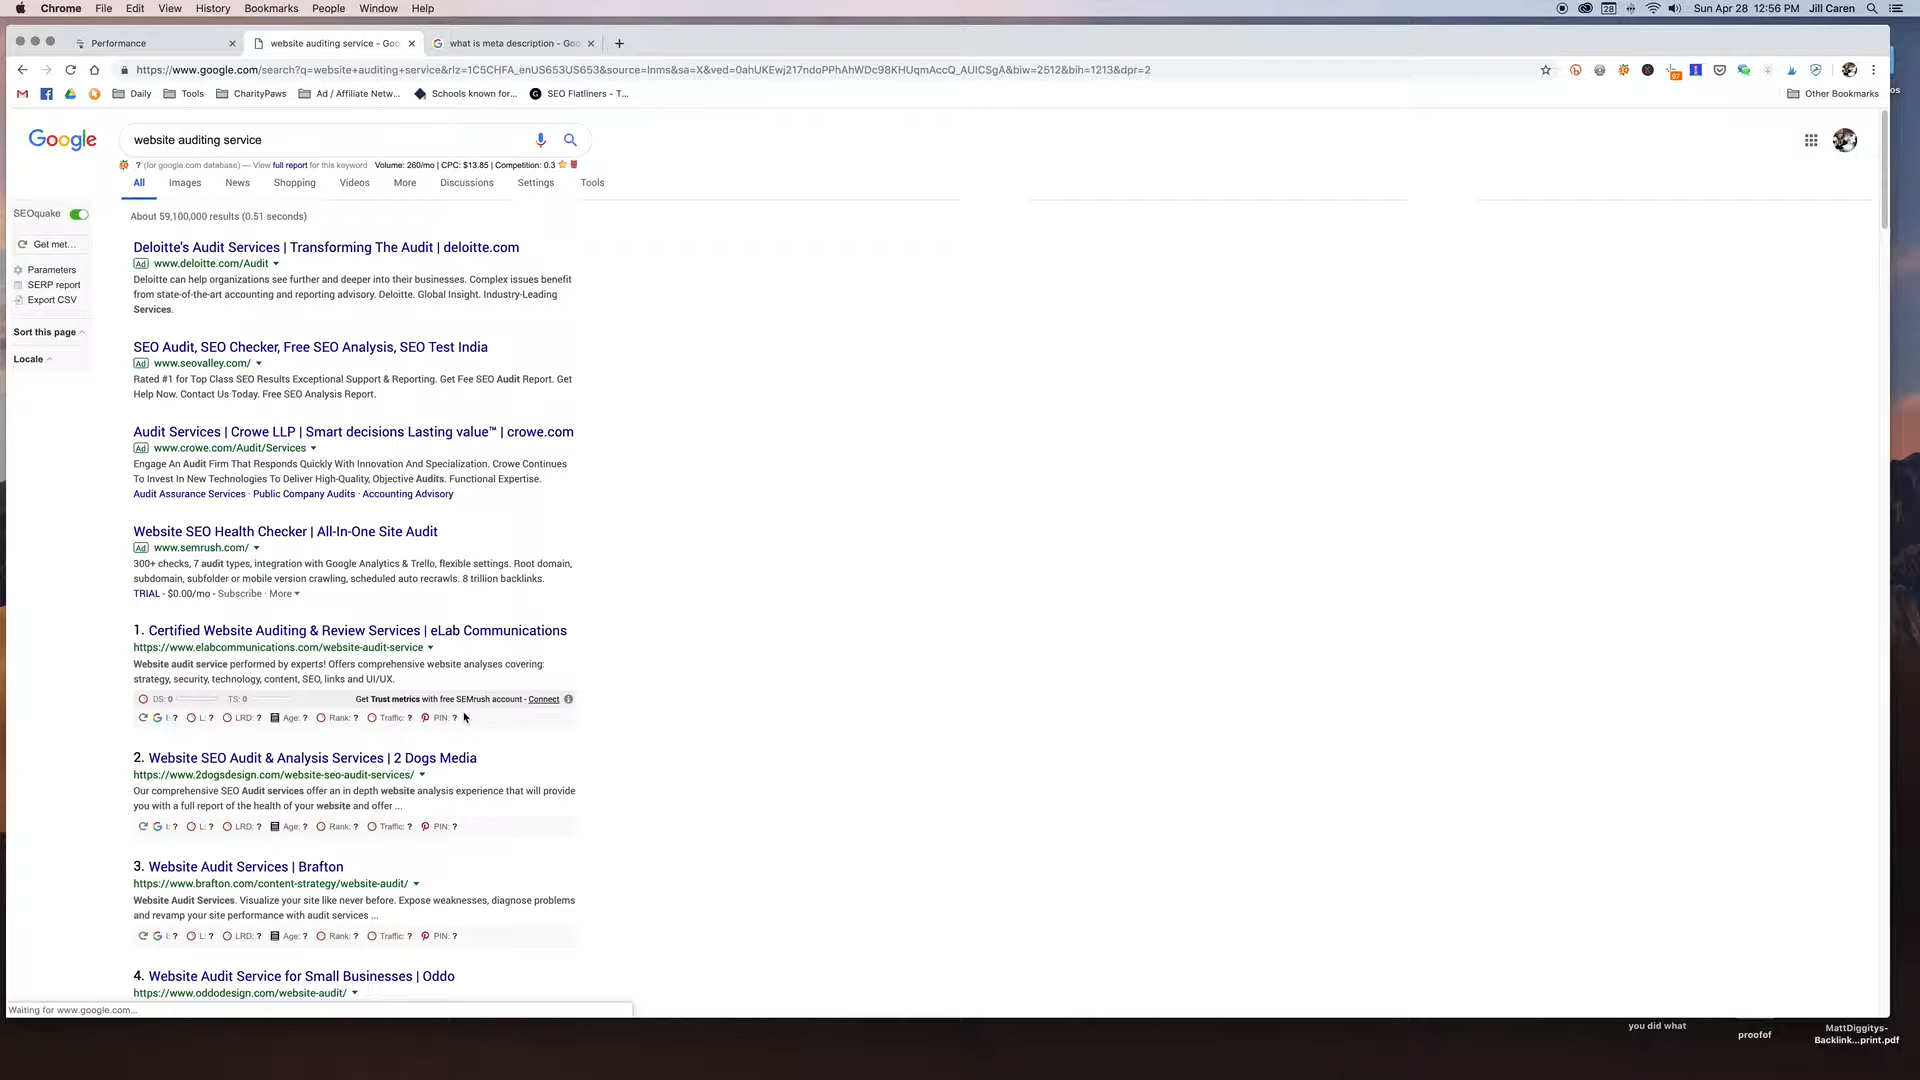 Chrome File Edit View History Bookmarks People Window Help
28 Sun Apr 28 12:56 PM Jill Caren
Performance
website auditing service - Goo
what is meta description - Goo
https://www.google.com/search?q=website+auditing+service&rlz=1C5CHFA_enUS653US653&source=lnms&sa=X&ved=0ahUKEwj217ndoPPhAhWDc98KHUqmAccQ_AUICSgA&biw=2512&bih=1213&dpr=2
97
Daily Tools CharityPaws Ad / Affiliate Netw... Schools known for... SEO Flatliners - T... Other Bookmarks
Google
website auditing service
? (for google.com database) — View full report for this keyword Volume: 260/mo | CPC: $13.85 | Competition: 0.3
All Images News Shopping Videos More Discussions Settings Tools
SEOquake
Get met...
Parameters
SERP report
Export CSV
Sort this page
Locale
About 59,100,000 results (0.51 seconds)
Deloitte's Audit Services | Transforming The Audit | deloitte.com
Ad www.deloitte.com/Audit
Deloitte can help organizations see further and deeper into their businesses. Complex issues benefit
from state-of-the-art accounting and reporting advisory. Deloitte. Global Insight. Industry-Leading
Services.
SEO Audit, SEO Checker, Free SEO Analysis, SEO Test India
Ad www.seovalley.com/
Rated #1 for Top Class SEO Results Exceptional Support & Reporting. Get Fee SEO Audit Report. Get
Help Now. Contact Us Today. Free SEO Analysis Report.
Audit Services | Crowe LLP | Smart decisions Lasting value™ | crowe.com
Ad www.crowe.com/Audit/Services
Engage An Audit Firm That Responds Quickly With Innovation And Specialization. Crowe Continues
To Invest In New Technologies To Deliver High-Quality, Objective Audits. Functional Expertise.
Audit Assurance Services · Public Company Audits · Accounting Advisory
Website SEO Health Checker | All-In-One Site Audit
Ad www.semrush.com/
300+ checks, 7 audit types, integration with Google Analytics & Trello, flexible settings. Root domain,
subdomain, subfolder or mobile version crawling, scheduled auto recrawls. 8 trillion backlinks.
TRIAL - $0.00/mo - Subscribe · More
1. Certified Website Auditing & Review Services | eLab Communications
https://www.elabcommunications.com/website-audit-service
Website audit service performed by experts! Offers comprehensive website analyses covering:
strategy, security, technology, content, SEO, links and UI/UX.
DS: 0 TS: 0 Get Trust metrics with free SEMrush account - Connect
I: ? L: ? LRD: ? Age: ? Rank: ? Traffic: ? PIN: ?
2. Website SEO Audit & Analysis Services | 2 Dogs Media
https://www.2dogsdesign.com/website-seo-audit-services/
Our comprehensive SEO Audit services offer an in depth website analysis experience that will provide
you with a full report of the health of your website and offer ...
I: ? L: ? LRD: ? Age: ? Rank: ? Traffic: ? PIN: ?
3. Website Audit Services | Brafton
https://www.brafton.com/content-strategy/website-audit/
Website Audit Services. Visualize your site like never before. Expose weaknesses, diagnose problems
and revamp your site performance with audit services ...
I: ? L: ? LRD: ? Age: ? Rank: ? Traffic: ? PIN: ?
4. Website Audit Service for Small Businesses | Oddo
https://www.oddodesign.com/website-audit/
Waiting for www.google.com...
you did what
proofof
MattDiggitys-
Backlink...print.pdf